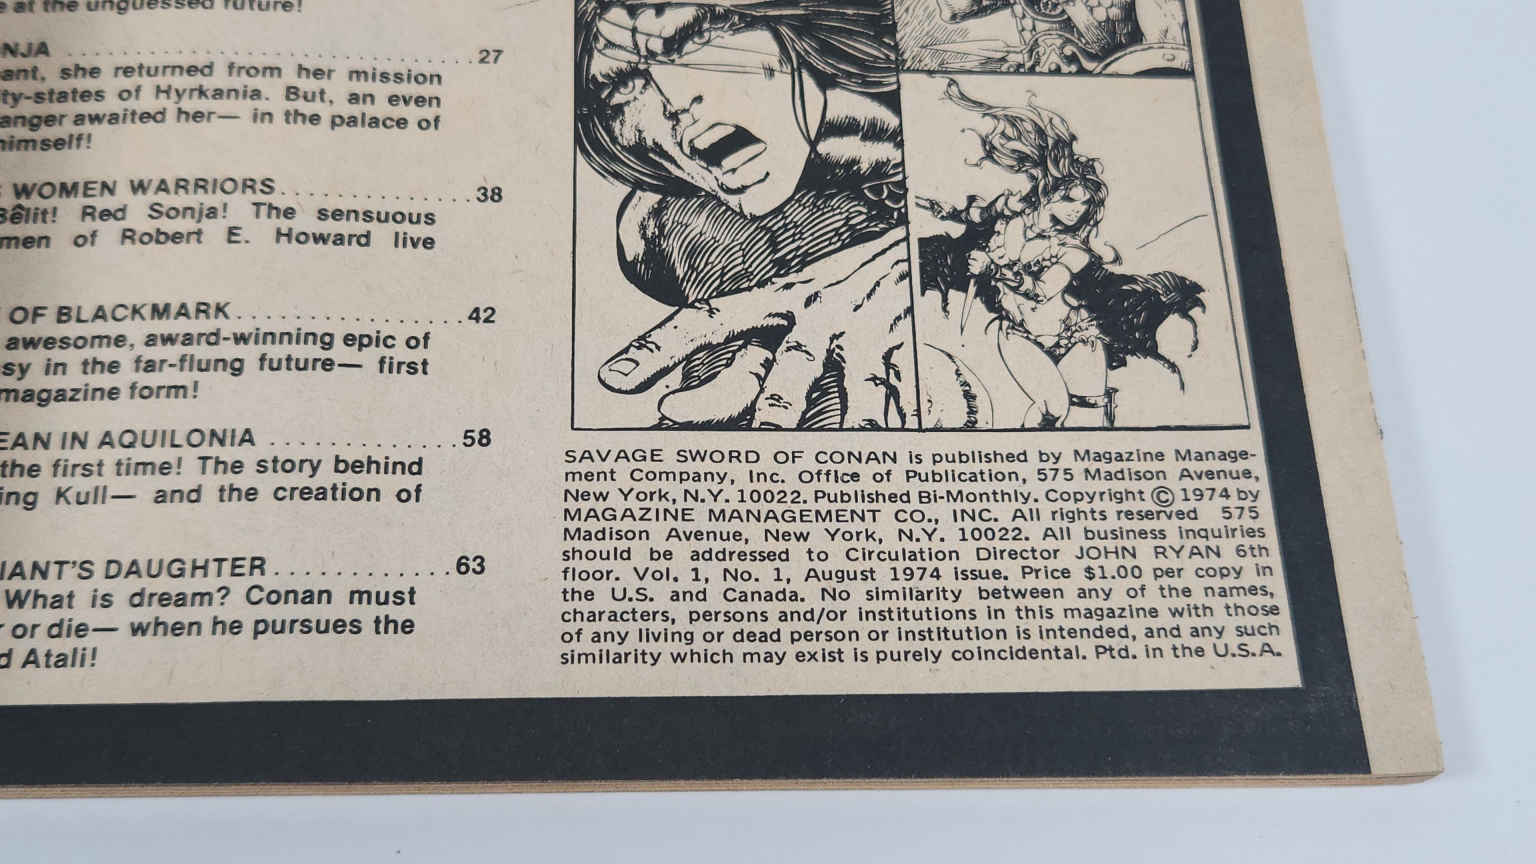 at the unguessed future!
NJA . . . . . . . . . . . . . . . . . . . . . . . . . . . . . . 27
ant, she returned from her mission
ty-states of Hyrkania. But, an even
anger awaited her— in the palace of
himself!
WOMEN WARRIORS. . . . . . . . . . . . . 38
Bêlit! Red Sonja! The sensuous
men of Robert E. Howard live
OF BLACKMARK. . . . . . . . . . . . . . . . . 42
awesome, award-winning epic of
sy in the far-flung future— first
magazine form!
EAN IN AQUILONIA . . . . . . . . . . . . . 58
the first time! The story behind
ing Kull— and the creation of
IANT'S DAUGHTER. . . . . . . . . . . . 63
What is dream? Conan must
or die— when he pursues the
d Atali!
SAVAGE SWORD OF CONAN is published by Magazine Manage-
ment Company, Inc. Office of Publication, 575 Madison Avenue,
New York, N.Y. 10022. Published Bi-Monthly. Copyright © 1974 by
MAGAZINE MANAGEMENT CO., INC. All rights reserved 575
Madison Avenue, New York, N.Y. 10022. All business inquiries
should be addressed to Circulation Director JOHN RYAN 6th
floor. Vol. 1, No. 1, August 1974 issue. Price $1.00 per copy in
the U.S. and Canada. No similarity between any of the names,
characters, persons and/or institutions in this magazine with those
of any living or dead person or institution is intended, and any such
similarity which may exist is purely coincidental. Ptd. in the U.S.A.